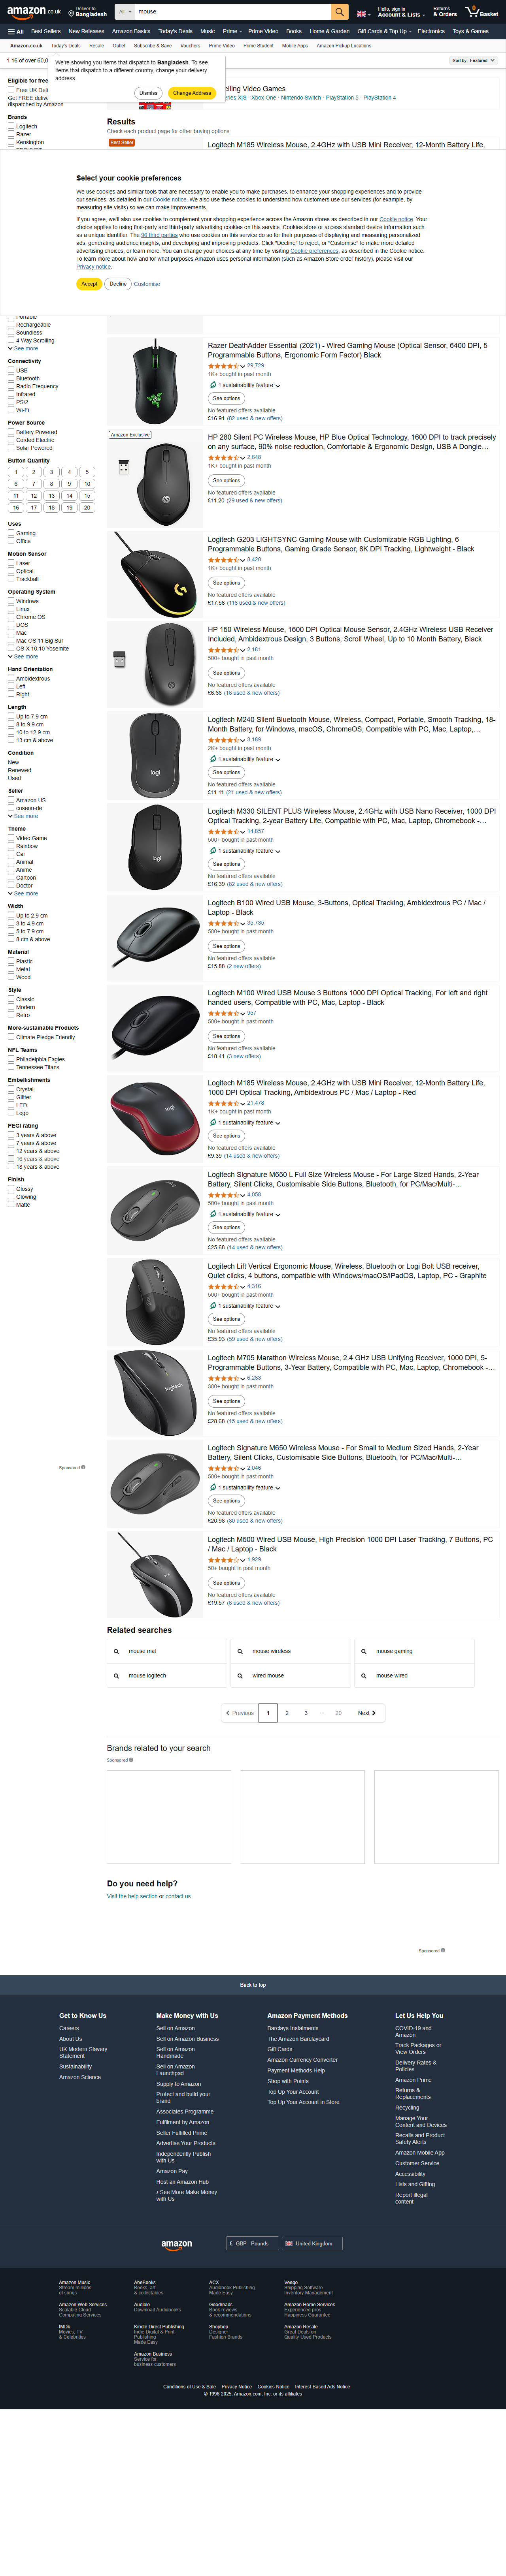 amazon.co.uk
Deliver to
Bangladesh
All
mouse
Hello, sign in
Account & Lists
Returns
& Orders
0
Basket
All
Best Sellers
New Releases
Amazon Basics
Today's Deals
Music
Prime
Prime Video
Books
Home & Garden
Gift Cards & Top Up
Electronics
Toys & Games
Amazon.co.uk
Today's Deals
Resale
Outlet
Subscribe & Save
Vouchers
Prime Video
Prime Student
Mobile Apps
Amazon Pickup Locations
1-16 of over 60,0
Sort by: Featured
We're showing you items that dispatch to Bangladesh. To see
items that dispatch to a different country, change your delivery
address.
Dismiss
Change Address
Eligible for free
Free UK Deli
Get FREE delive
dispatched by Amazon
Brands
Logitech
Razer
Kensington
elling Video Games
ries X|S · Xbox One · Nintendo Switch · PlayStation 5 · PlayStation 4
Results
Check each product page for other buying options.
Best Seller
Logitech M185 Wireless Mouse, 2.4GHz with USB Mini Receiver, 12-Month Battery Life,
Select your cookie preferences
We use cookies and similar tools that are necessary to enable you to make purchases, to enhance your shopping experiences and to provide
our services, as detailed in our Cookie notice. We also use these cookies to understand how customers use our services (for example, by
measuring site visits) so we can make improvements.
If you agree, we'll also use cookies to complement your shopping experience across the Amazon stores as described in our Cookie notice. Your
choice applies to using first-party and third-party advertising cookies on this service. Cookies store or access standard device information
such as a unique identifier. The 96 third parties who use cookies on this service do so for their purposes of displaying and measuring personalized
ads, generating audience insights, and developing and improving products. Click "Decline" to reject, or "Customise" to make more detailed
advertising choices, or learn more. You can change your choices at any time by visiting Cookie preferences, as described in the Cookie notice.
To learn more about how and for what purposes Amazon uses personal information (such as Amazon Store order history), please visit our
Privacy notice.
Accept
Decline
Customise
Portable
Rechargeable
Soundless
4 Way Scrolling
See more
Connectivity
USB
Bluetooth
Radio Frequency
Infrared
PS/2
Wi-Fi
Power Source
Battery Powered
Corded Electric
Solar Powered
Button Quantity
1 2 3 4 5
6 7 8 9 10
11 12 13 14 15
16 17 18 19 20
Uses
Gaming
Office
Motion Sensor
Laser
Optical
Trackball
Operating System
Windows
Linux
Chrome OS
DOS
Mac
Mac OS 11 Big Sur
OS X 10.10 Yosemite
See more
Hand Orientation
Ambidextrous
Left
Right
Length
Up to 7.9 cm
8 to 9.9 cm
10 to 12.9 cm
13 cm & above
Condition
New
Renewed
Used
Seller
Amazon US
coseon-de
See more
Theme
Video Game
Rainbow
Car
Animal
Anime
Cartoon
Doctor
See more
Width
Up to 2.9 cm
3 to 4.9 cm
5 to 7.9 cm
8 cm & above
Material
Plastic
Metal
Wood
Style
Classic
Modern
Retro
More-sustainable Products
Climate Pledge Friendly
NFL Teams
Philadelphia Eagles
Tennessee Titans
Embellishments
Crystal
Glitter
LED
Logo
PEGI rating
3 years & above
7 years & above
12 years & above
16 years & above
18 years & above
Finish
Glossy
Glowing
Matte
Sponsored
Razer DeathAdder Essential (2021) - Wired Gaming Mouse (Optical Sensor, 6400 DPI, 5
Programmable Buttons, Ergonomic Form Factor) Black
29,729
1K+ bought in past month
1 sustainability feature
See options
No featured offers available
£16.91 (82 used & new offers)
Amazon Exclusive
HP 280 Silent PC Wireless Mouse, HP Blue Optical Technology, 1600 DPI to track precisely
on any surface, 90% noise reduction, Comfortable & Ergonomic Design, USB A Dongle…
2,648
1K+ bought in past month
See options
No featured offers available
£11.20 (29 used & new offers)
Logitech G203 LIGHTSYNC Gaming Mouse with Customizable RGB Lighting, 6
Programmable Buttons, Gaming Grade Sensor, 8K DPI Tracking, Lightweight - Black
8,420
1K+ bought in past month
See options
No featured offers available
£17.56 (116 used & new offers)
HP 150 Wireless Mouse, 1600 DPI Optical Mouse Sensor, 2.4GHz Wireless USB Receiver
Included, Ambidextrous Design, 3 Buttons, Scroll Wheel, Up to 10 Month Battery, Black
2,181
500+ bought in past month
See options
No featured offers available
£6.66 (16 used & new offers)
Logitech M240 Silent Bluetooth Mouse, Wireless, Compact, Portable, Smooth Tracking, 18-
Month Battery, for Windows, macOS, ChromeOS, Compatible with PC, Mac, Laptop,…
3,189
2K+ bought in past month
1 sustainability feature
See options
No featured offers available
£11.11 (21 used & new offers)
Logitech M330 SILENT PLUS Wireless Mouse, 2.4GHz with USB Nano Receiver, 1000 DPI
Optical Tracking, 2-year Battery Life, Compatible with PC, Mac, Laptop, Chromebook -…
14,857
500+ bought in past month
1 sustainability feature
See options
No featured offers available
£16.39 (82 used & new offers)
Logitech B100 Wired USB Mouse, 3-Buttons, Optical Tracking, Ambidextrous PC / Mac /
Laptop - Black
35,735
500+ bought in past month
See options
No featured offers available
£15.88 (2 new offers)
Logitech M100 Wired USB Mouse 3 Buttons 1000 DPI Optical Tracking, For left and right
handed users, Compatible with PC, Mac, Laptop - Black
957
500+ bought in past month
See options
No featured offers available
£18.41 (3 new offers)
Logitech M185 Wireless Mouse, 2.4GHz with USB Mini Receiver, 12-Month Battery Life,
1000 DPI Optical Tracking, Ambidextrous PC / Mac / Laptop - Red
21,478
1K+ bought in past month
1 sustainability feature
See options
No featured offers available
£9.39 (14 used & new offers)
Logitech Signature M650 L Full Size Wireless Mouse - For Large Sized Hands, 2-Year
Battery, Silent Clicks, Customisable Side Buttons, Bluetooth, for PC/Mac/Multi-…
4,058
500+ bought in past month
1 sustainability feature
See options
No featured offers available
£25.68 (14 used & new offers)
Logitech Lift Vertical Ergonomic Mouse, Wireless, Bluetooth or Logi Bolt USB receiver,
Quiet clicks, 4 buttons, compatible with Windows/macOS/iPadOS, Laptop, PC - Graphite
4,316
500+ bought in past month
1 sustainability feature
See options
No featured offers available
£35.93 (59 used & new offers)
Logitech M705 Marathon Wireless Mouse, 2.4 GHz USB Unifying Receiver, 1000 DPI, 5-
Programmable Buttons, 3-Year Battery, Compatible with PC, Mac, Laptop, Chromebook -…
6,263
300+ bought in past month
See options
No featured offers available
£28.68 (15 used & new offers)
Logitech Signature M650 Wireless Mouse - For Small to Medium Sized Hands, 2-Year
Battery, Silent Clicks, Customisable Side Buttons, Bluetooth, for PC/Mac/Multi-…
2,046
500+ bought in past month
1 sustainability feature
See options
No featured offers available
£20.98 (80 used & new offers)
Logitech M500 Wired USB Mouse, High Precision 1000 DPI Laser Tracking, 7 Buttons, PC
/ Mac / Laptop - Black
1,929
50+ bought in past month
See options
No featured offers available
£19.57 (6 used & new offers)
Related searches
mouse mat
mouse wireless
mouse gaming
mouse logitech
wired mouse
mouse wired
Previous 1 2 3 ... 20 Next
Brands related to your search
Sponsored
Do you need help?
Visit the help section or contact us
Sponsored
Back to top
Get to Know Us
Careers
About Us
UK Modern Slavery
Statement
Sustainability
Amazon Science
Make Money with Us
Sell on Amazon
Sell on Amazon Business
Sell on Amazon
Handmade
Sell on Amazon
Launchpad
Supply to Amazon
Protect and build your
brand
Associates Programme
Fulfilment by Amazon
Seller Fulfilled Prime
Advertise Your Products
Independently Publish
with Us
Amazon Pay
Host an Amazon Hub
› See More Make Money
with Us
Amazon Payment Methods
Barclays Instalments
The Amazon Barclaycard
Gift Cards
Amazon Currency Converter
Payment Methods Help
Shop with Points
Top Up Your Account
Top Up Your Account in Store
Let Us Help You
COVID-19 and
Amazon
Track Packages or
View Orders
Delivery Rates &
Policies
Amazon Prime
Returns &
Replacements
Recycling
Manage Your
Content and Devices
Recalls and Product
Safety Alerts
Amazon Mobile App
Customer Service
Accessibility
Lists and Gifting
Report illegal
content
amazon
£ GBP - Pounds
United Kingdom
Amazon Music
Stream millions
of songs
AbeBooks
Books, art
& collectables
ACX
Audiobook Publishing
Made Easy
Veeqo
Shipping Software
Inventory Management
Amazon Web Services
Scalable Cloud
Computing Services
Audible
Download Audiobooks
Goodreads
Book reviews
& recommendations
Amazon Home Services
Experienced pros
Happiness Guarantee
IMDb
Movies, TV
& Celebrities
Kindle Direct Publishing
Indie Digital & Print Publishing
Made Easy
Shopbop
Designer
Fashion Brands
Amazon Resale
Great Deals on
Quality Used Products
Amazon Business
Service for
business customers
Conditions of Use & Sale
Privacy Notice
Cookies Notice
Interest-Based Ads Notice
© 1996-2025, Amazon.com, Inc. or its affiliates